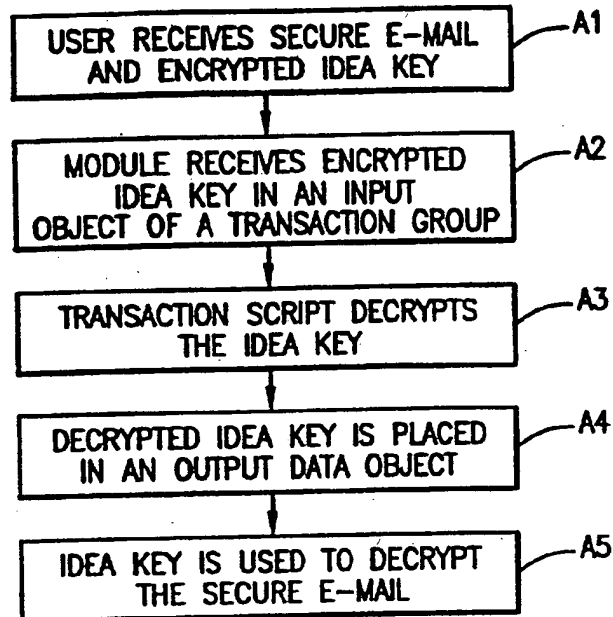 USER RECEIVES SECURE E-MAIL
AND ENCRYPTED IDEA KEY
A1
MODULE RECEIVES ENCRYPTED
IDEA KEY IN AN INPUT
OBJECT OF A TRANSACTION GROUP
A2
TRANSACTION SCRIPT DECRYPTS
THE IDEA KEY
A3
DECRYPTED IDEA KEY IS PLACED
IN AN OUTPUT DATA OBJECT
A4
IDEA KEY IS USED TO DECRYPT
THE SECURE E-MAIL
A5